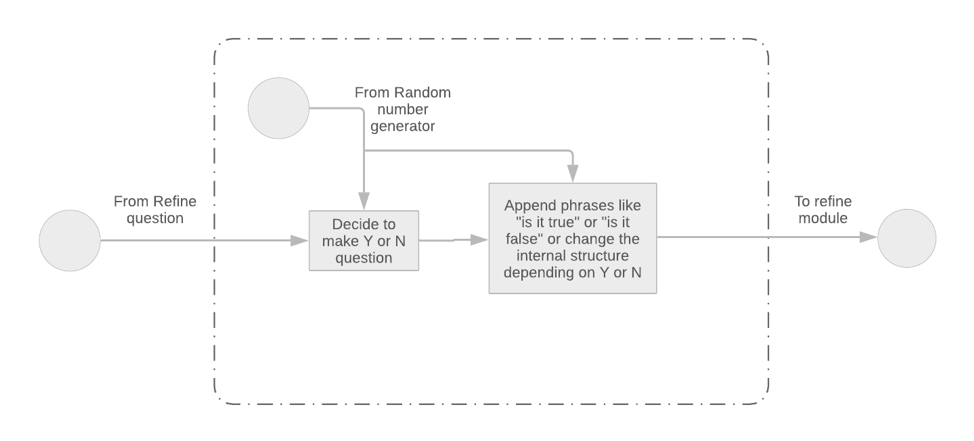 From Random
number
generator
From Refine
question
Decide to
make Y or N
question
Append phrases like
"is it true" or "is it
false" or change the
internal structure
depending on Y or N
To refine
module